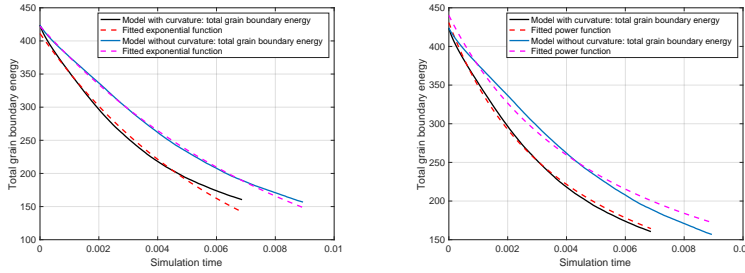 450
400
350
300
250
200
150
100
50
0
0
0.002
0.004
0.006
0.008
0.01
Total grain boundary energy
Simulation time
Model with curvature: total grain boundary energy
Fitted exponential function
Model without curvature: total grain boundary energy
Fitted exponential function
450
400
350
300
250
200
150
100
0
0.002
0.004
0.006
0.008
Total grain boundary energy
Simulation time
Model with curvature: total grain boundary energy
Fitted power function
Model without curvature: total grain boundary energy
Fitted power function